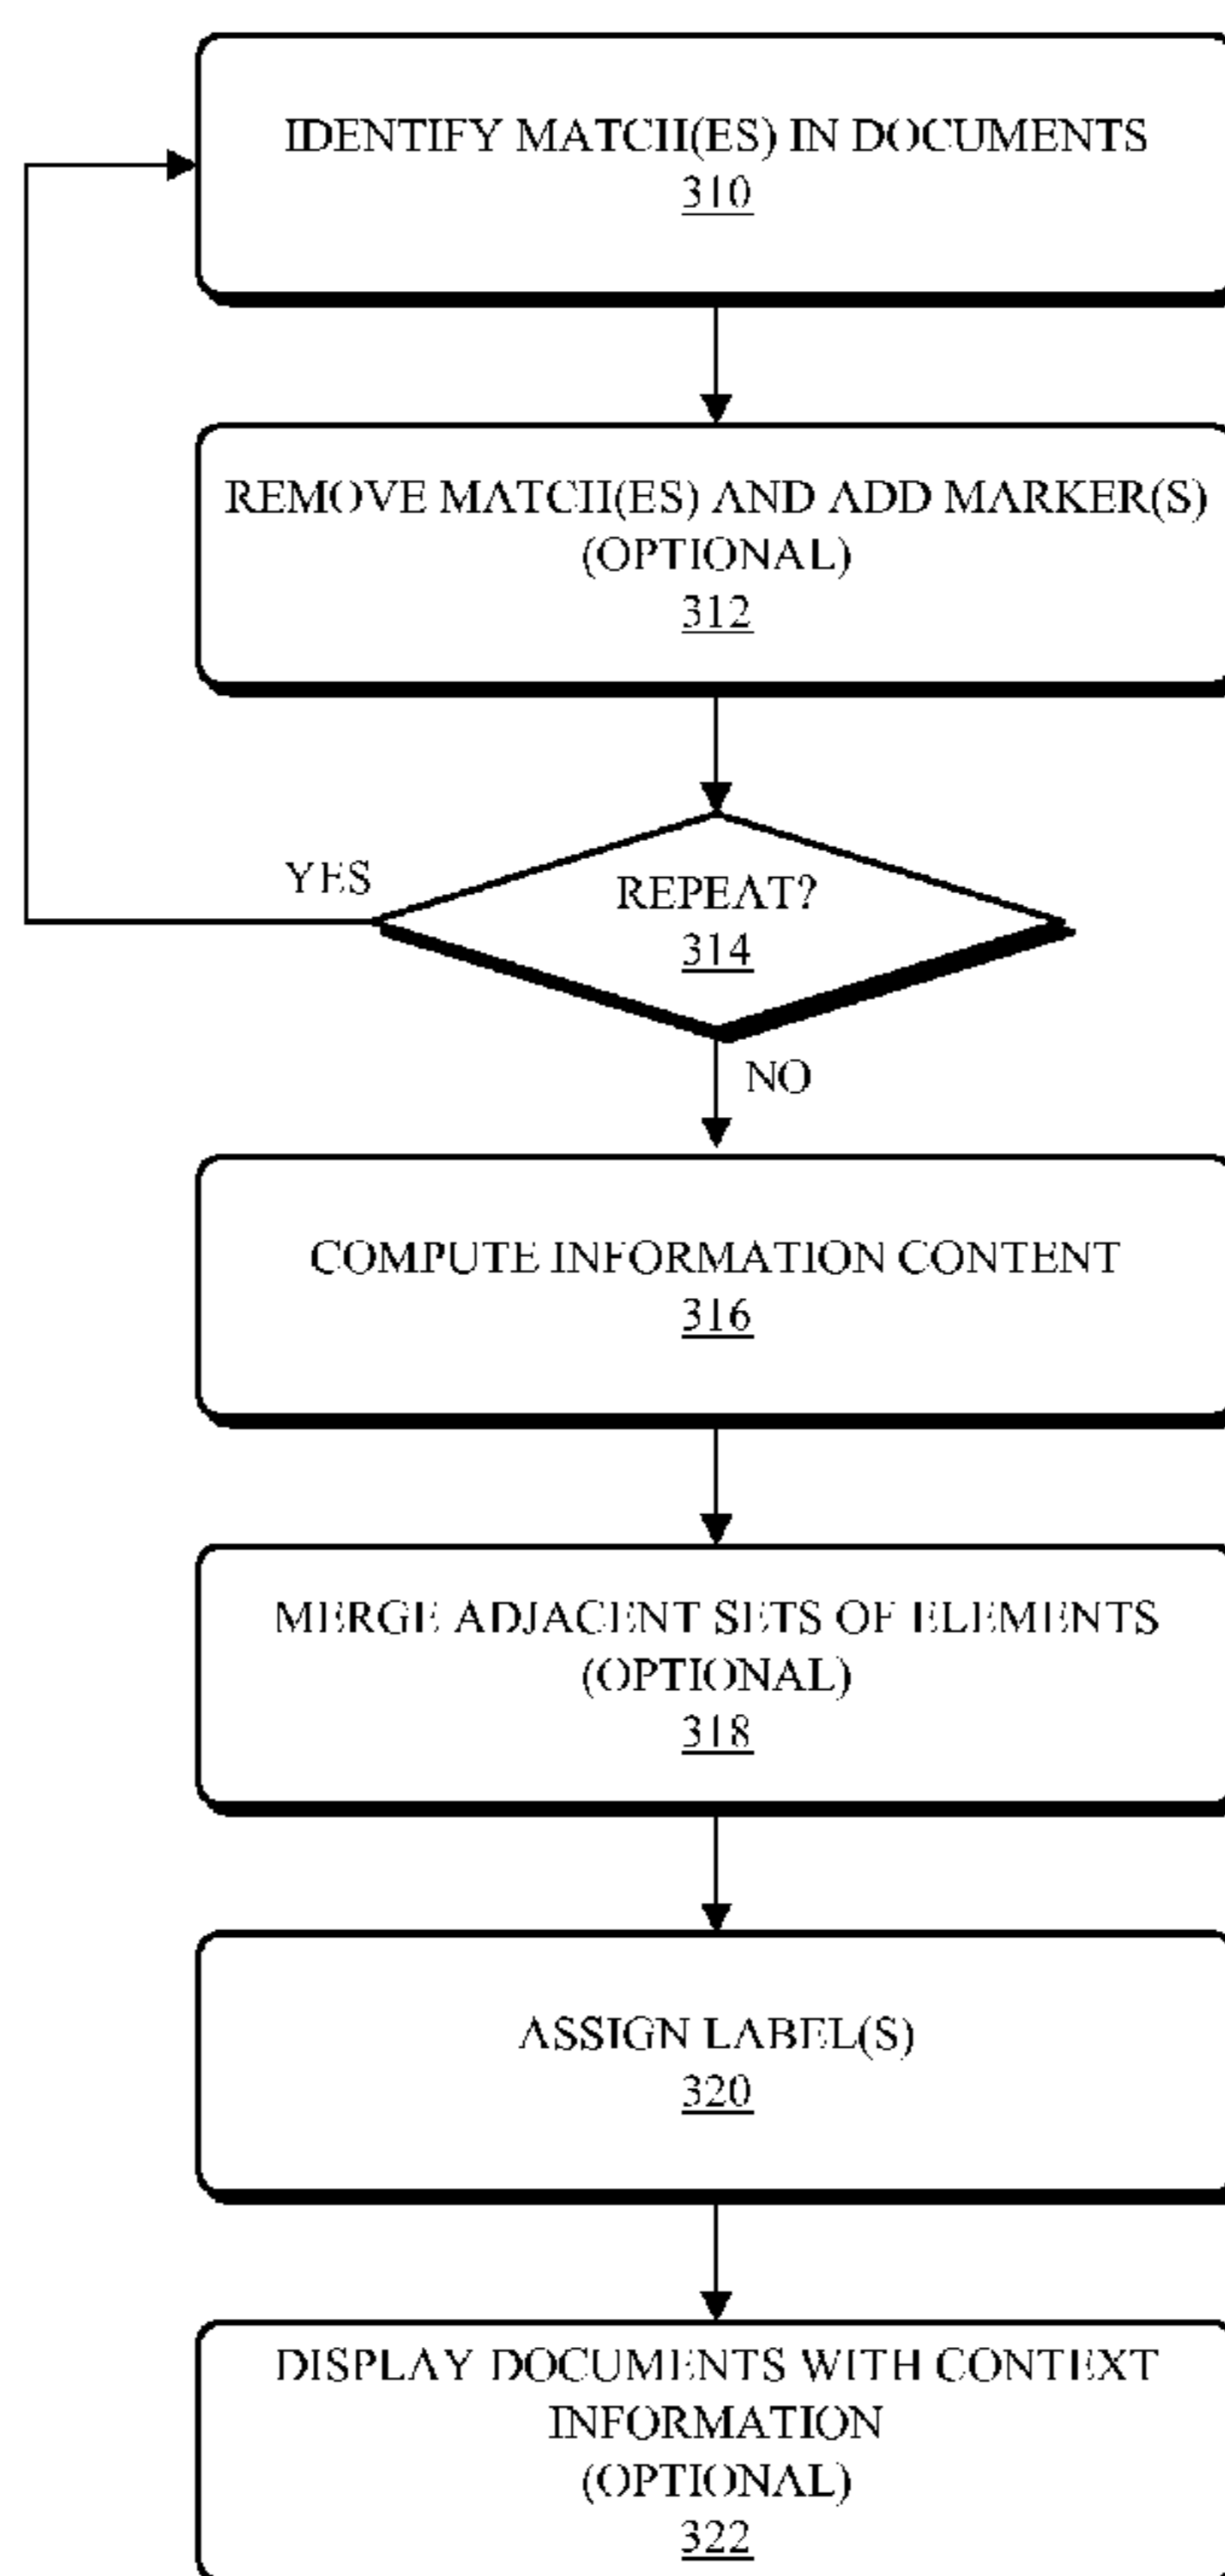 IDENTIFY MATCH(ES) IN DOCUMENTS
310
REMOVE MATCH(ES) AND ADD MARKER(S)
(OPTIONAL)
312
YES
REPEAT?
314
NO
COMPUTE INFORMATION CONTENT
316
MERGE ADJACENT SETS OF ELEMENTS
(OPTIONAL)
318
ASSIGN LABEL(S)
320
DISPLAY DOCUMENTS WITH CONTEXT
INFORMATION
(OPTIONAL)
322